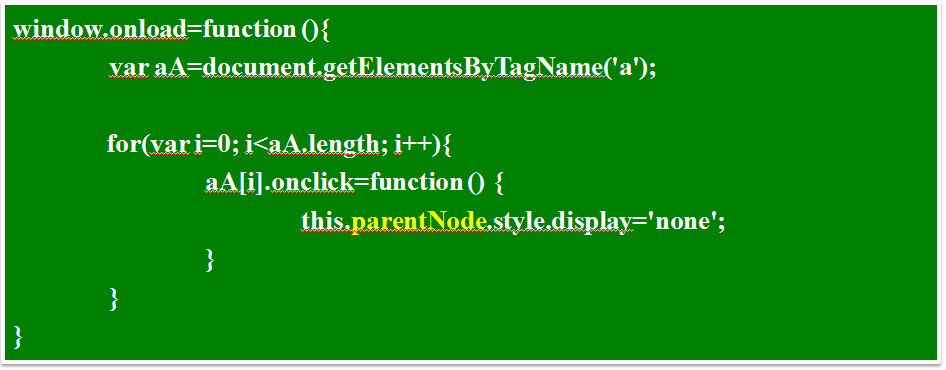 window.onload=function (){
var aA=document.getElementsByTagName('a');
for(var i=0; i<aA.length; i++){
aA[i].onclick=function () {
this.parentNode.style.display='none';
}
}
}